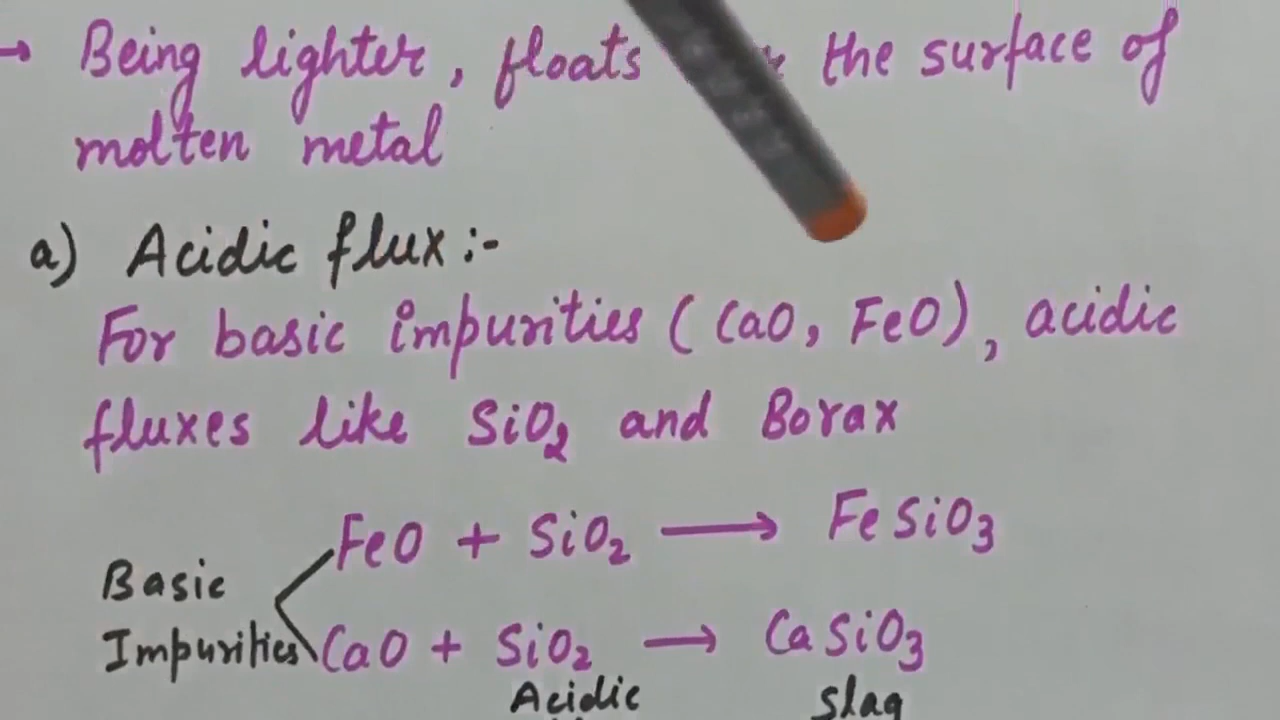 → Being lighter, floats the surface of
molten metal
a) Acidic flux :-
For basic impurities (CaO, FeO), acidic
fluxes like SiO₂ and Borax
FeO + SiO₂ ⟶ FeSiO₃
Basic
Impurities CaO + SiO₂ → CaSiO₃
Acidic Slag